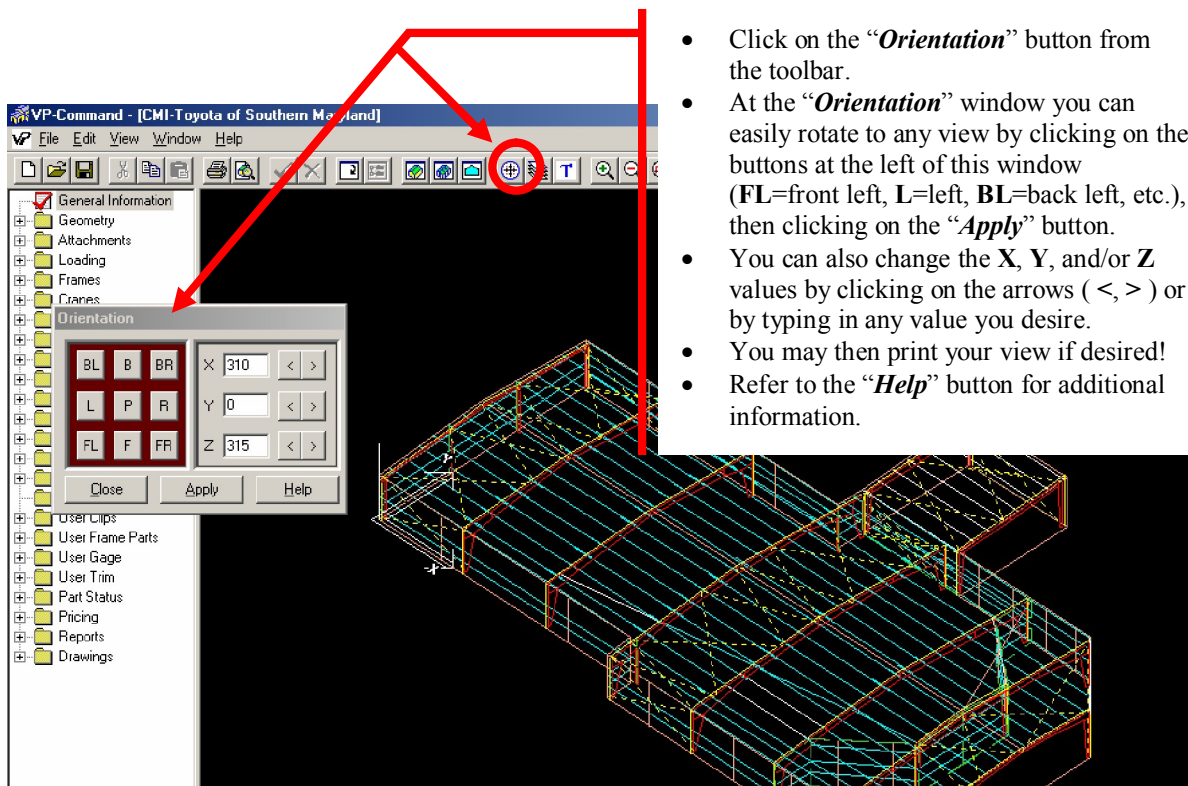 • Click on the “Orientation” button from
the toolbar.
• At the “Orientation” window you can
easily rotate to any view by clicking on the
buttons at the left of this window
(FL=front left, L=left, BL=back left, etc.),
then clicking on the “Apply” button.
• You can also change the X, Y, and/or Z
values by clicking on the arrows ( <, > ) or
by typing in any value you desire.
• You may then print your view if desired!
• Refer to the “Help” button for additional
information.
VP-Command - [CMI-Toyota of Southern Maryland]
VP File Edit View Window Help
T
General Information
Geometry
Attachments
Loading
Frames
Cranes
Orientation
BL B BR X 310 < >
L P R Y 0 < >
FL F FR Z 315 < >
Close Apply Help
User Clips
User Frame Parts
User Gage
User Trim
Part Status
Pricing
Reports
Drawings